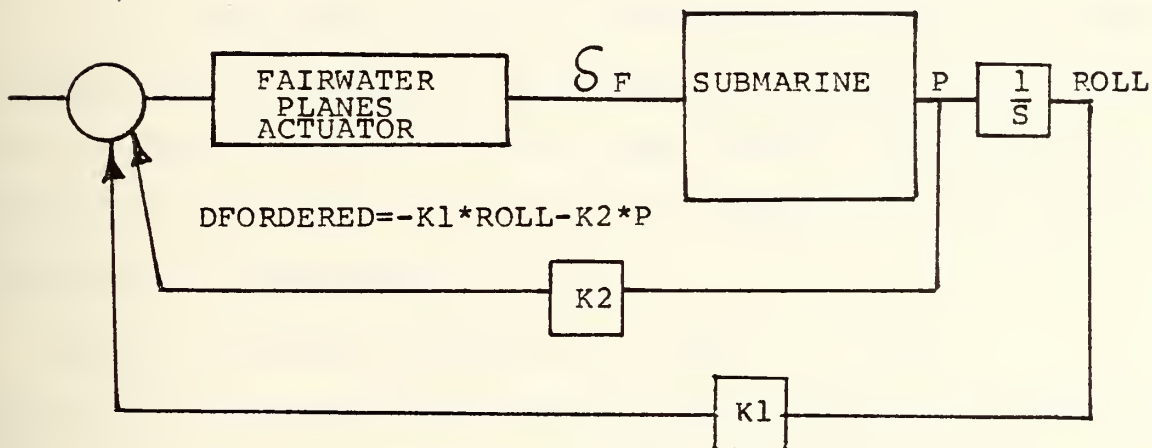 FAIRWATER
PLANES
ACTUATOR
δ F
SUBMARINE
P
1
S
ROLL
DFORDERED=-K1*ROLL-K2*P
K2
K1